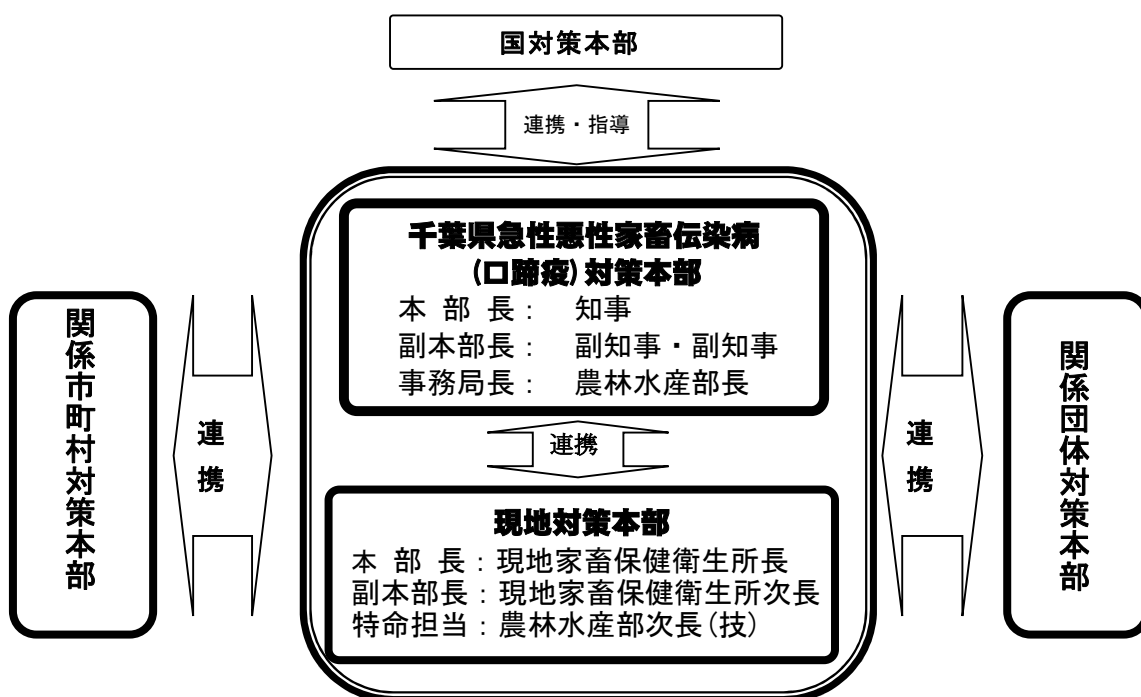 国対策本部
連携・指導
千葉県急性悪性家畜伝染病
(口蹄疫)対策本部
本 部 長： 知事
副本部長： 副知事・副知事
事務局長： 農林水産部長
連携
現地対策本部
本 部 長：現地家畜保健衛生所長
副本部長：現地家畜保健衛生所次長
特命担当：農林水産部次長(技)
関係市町村対策本部
連携
連携
関係団体対策本部